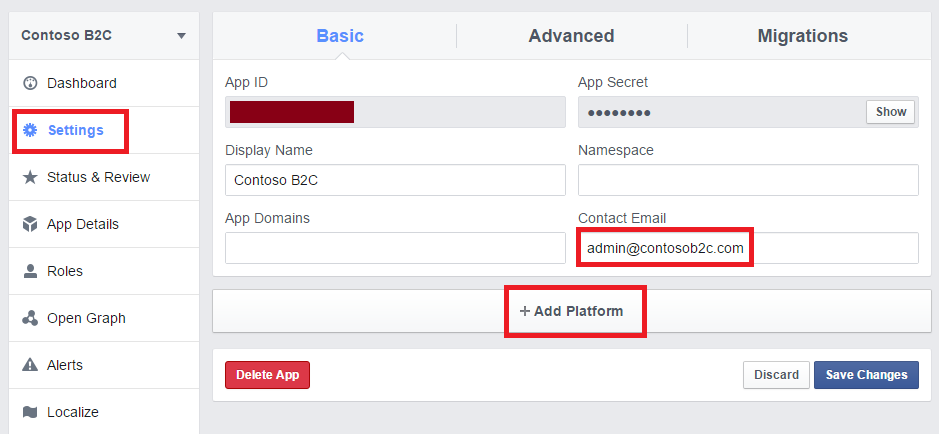 Contoso B2C
Dashboard
Settings
Status & Review
App Details
Roles
Open Graph
Alerts
Localize
Basic
Advanced
Migrations
App ID
App Secret
●●●●●●●●
Show
Display Name
Namespace
Contoso B2C
App Domains
Contact Email
admin@contosob2c.com
+ Add Platform
Delete App
Discard
Save Changes